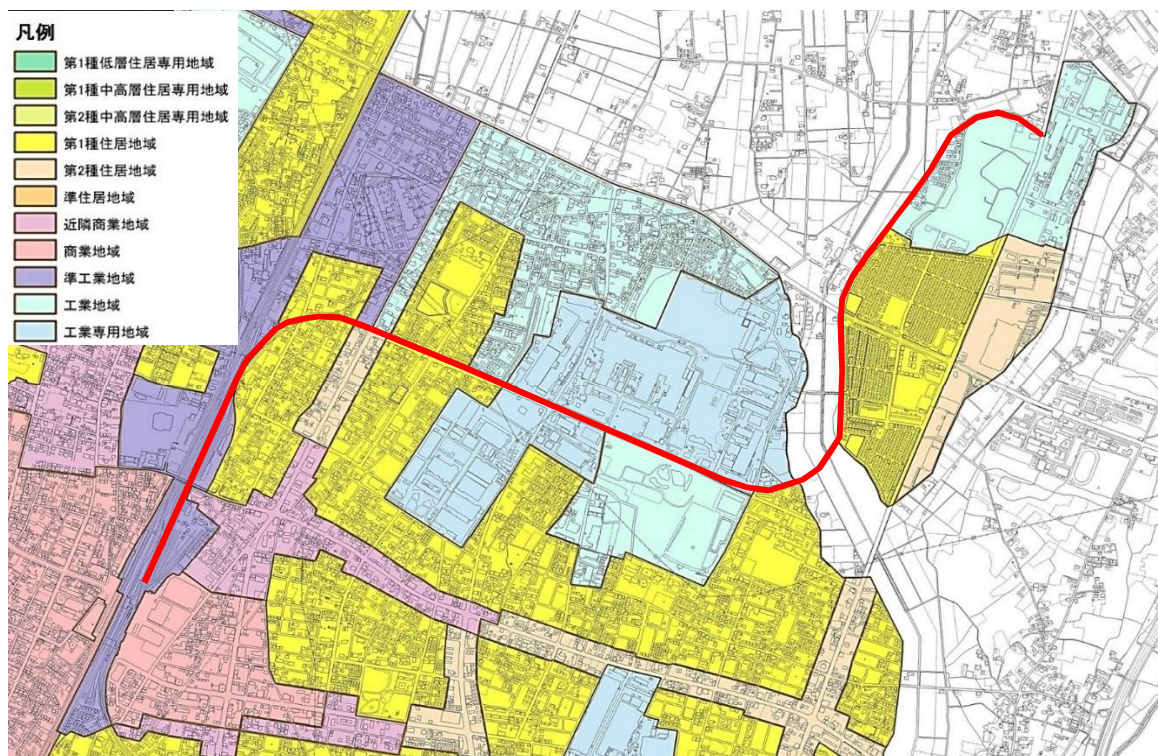 凡例
第1種低層住居専用地域
第1種中高層住居専用地域
第2種中高層住居専用地域
第1種住居地域
第2種住居地域
準住居地域
近隣商業地域
商業地域
準工業地域
工業地域
工業専用地域